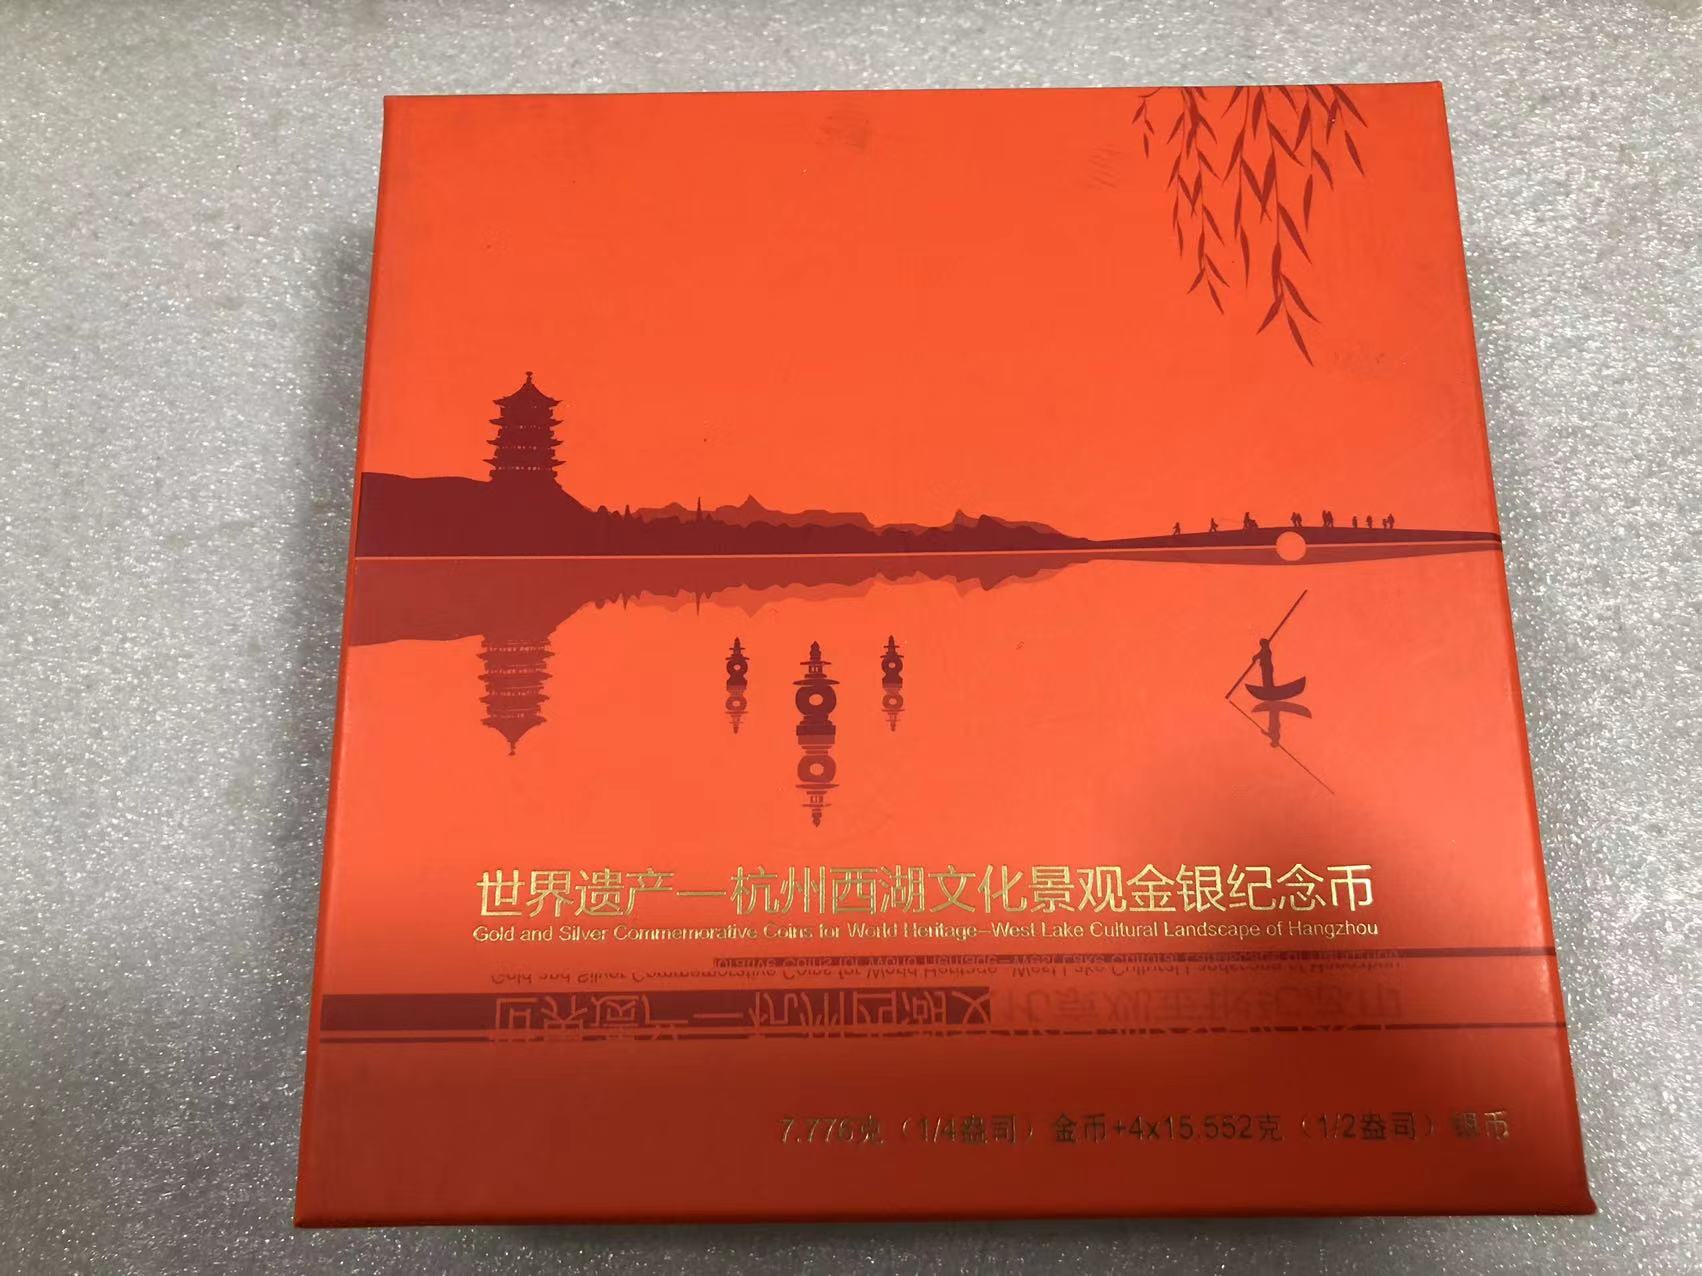 世界遗产—杭州西湖文化景观金银纪念币
Gold and Silver Commemorative Coins for World Heritage—West Lake Cultural Landscape of Hangzhou
7.776克（1/4盎司）金币+4x15.552克（1/2盎司）银币